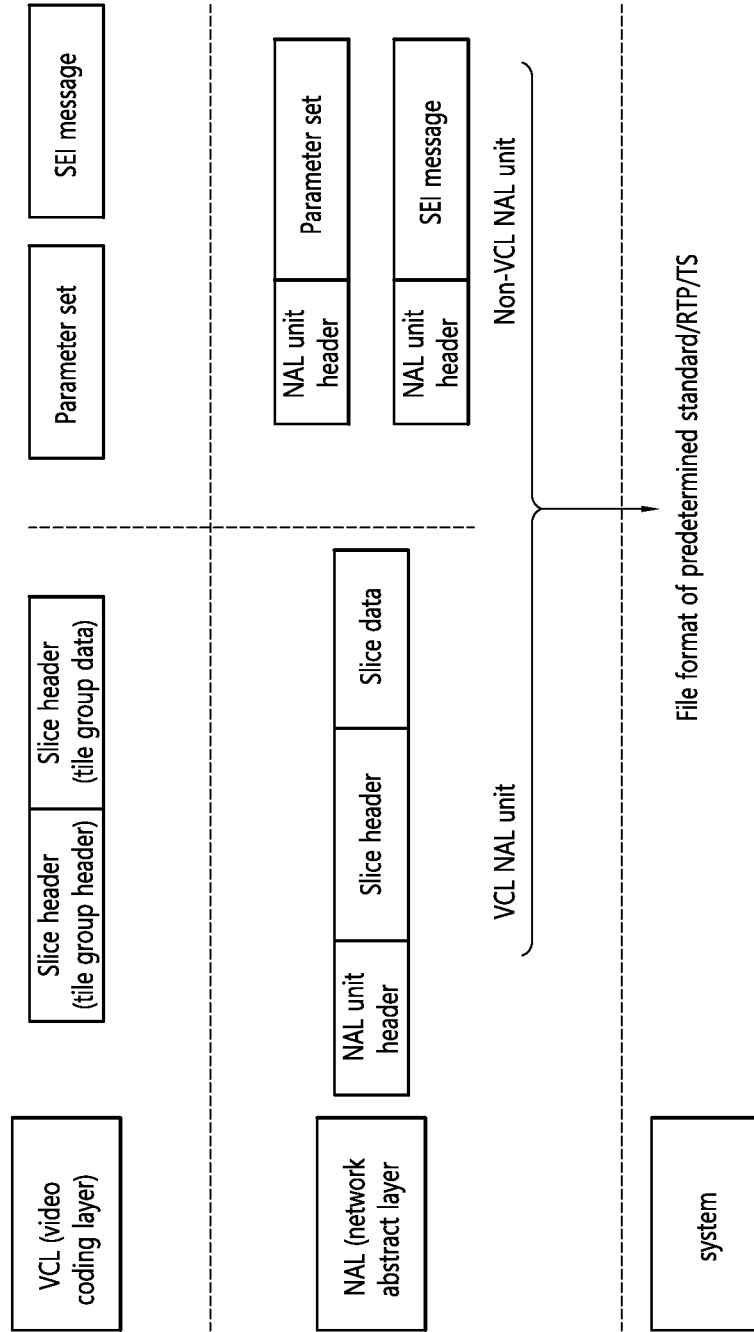 VCL (video
coding layer)
Slice header
(tile group header)
Slice header
(tile group data)
Parameter set
SEI message
NAL (network
abstract layer
NAL unit
header
Slice header
Slice data
NAL unit
header
Parameter set
NAL unit
header
SEI message
VCL NAL unit
Non-VCL NAL unit
system
File format of predetermined standard/RTP/TS